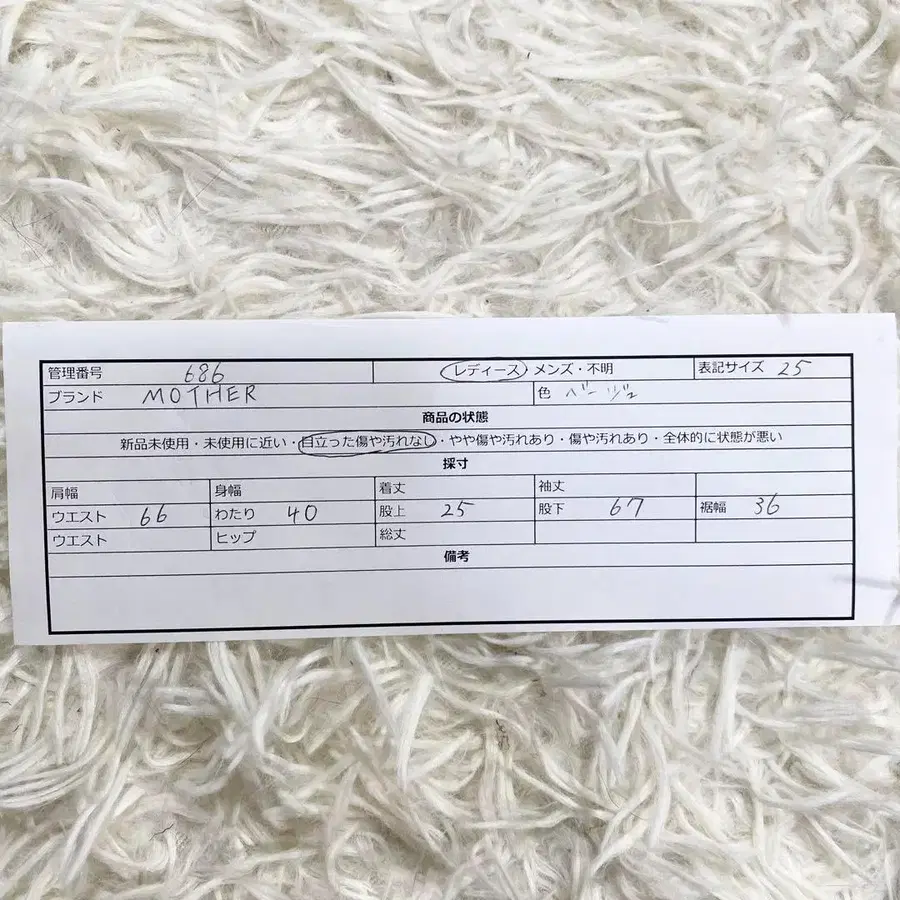 管理番号 686 レディース メンズ・不明 表記サイズ 25
ブランド MOTHER 色 ベージュ
商品の状態
新品未使用・未使用に近い・目立った傷や汚れなし・やや傷や汚れあり・傷や汚れあり・全体的に状態が悪い
採寸
肩幅 身幅 着丈 袖丈
ウエスト 66 わたり 40 股上 25 股下 67 裾幅 36
ウエスト ヒップ 総丈
備考